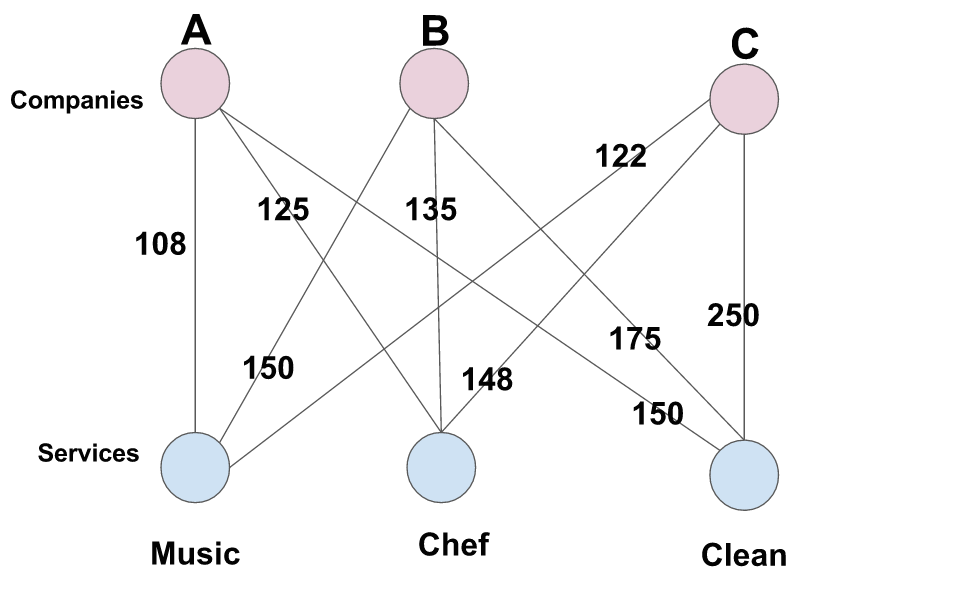 A
B
C
Companies
122
125
135
108
250
175
150
148
150
Services
Music
Chef
Clean